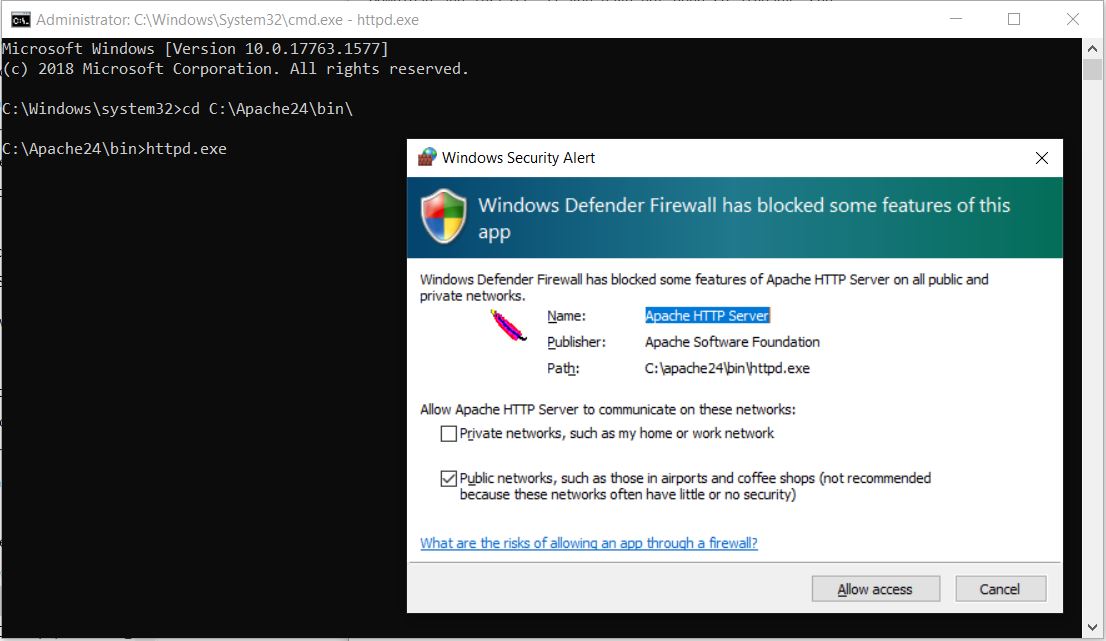 Administrator: C:\Windows\System32\cmd.exe - httpd.exe
Microsoft Windows [Version 10.0.17763.1577]
(c) 2018 Microsoft Corporation. All rights reserved.
C:\Windows\system32>cd C:\Apache24\bin\
C:\Apache24\bin>httpd.exe
Windows Security Alert
Windows Defender Firewall has blocked some features of this
app
Windows Defender Firewall has blocked some features of Apache HTTP Server on all public and
private networks.
Name: Apache HTTP Server
Publisher: Apache Software Foundation
Path: C:\apache24\bin\httpd.exe
Allow Apache HTTP Server to communicate on these networks:
Private networks, such as my home or work network
Public networks, such as those in airports and coffee shops (not recommended
because these networks often have little or no security)
What are the risks of allowing an app through a firewall?
Allow access Cancel